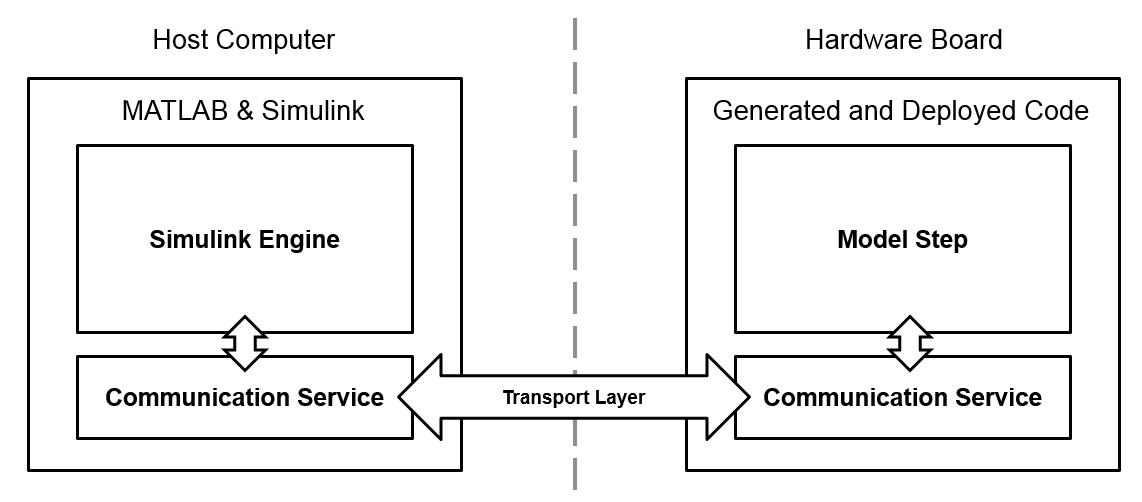 Host Computer
Hardware Board
MATLAB & Simulink
Generated and Deployed Code
Simulink Engine
Model Step
Communication Service
Transport Layer
Communication Service